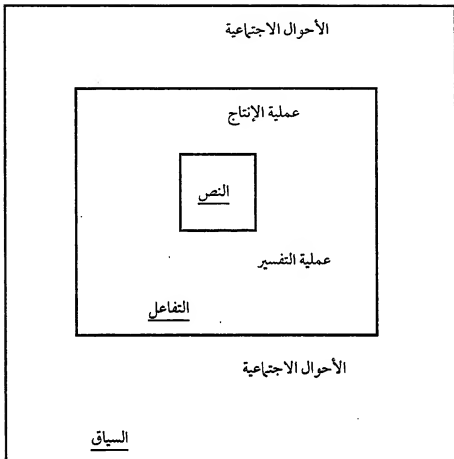 الأحوال الاجتماعية
عملية الإنتاج
النص
عملية التفسير
التفاعل
الأحوال الاجتماعية
السياق